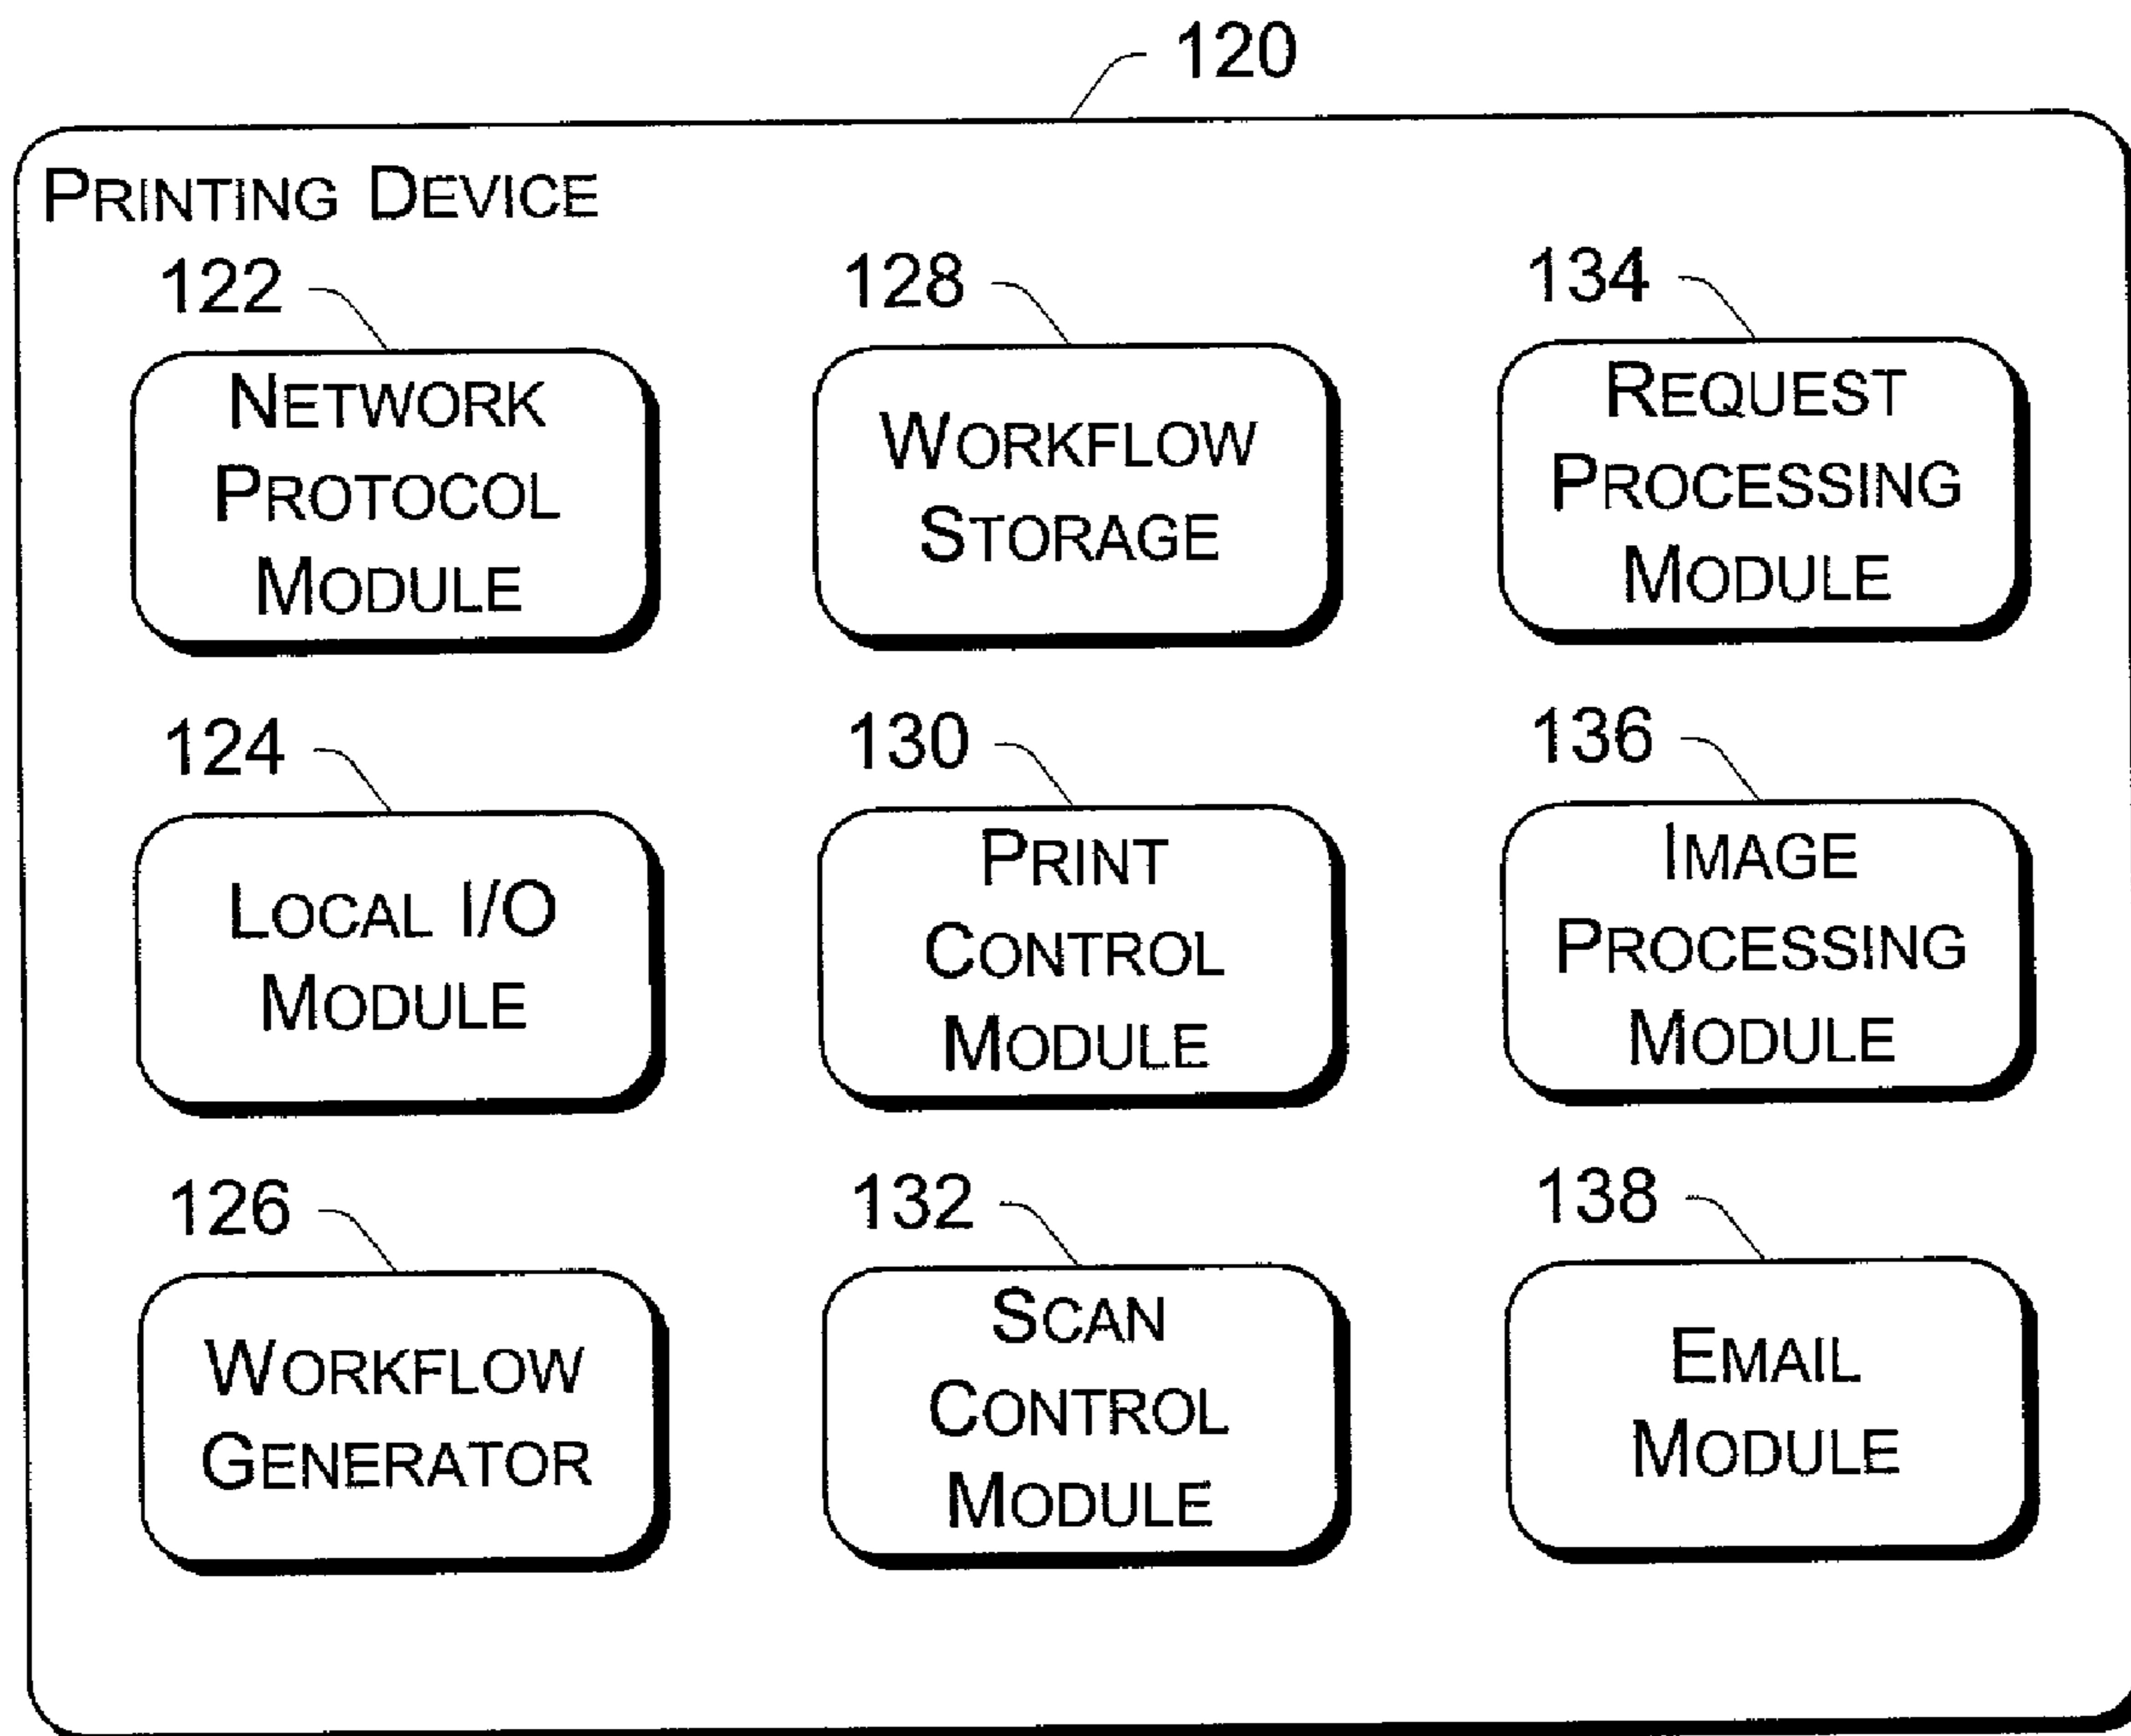 120
PRINTING DEVICE
122
128
134
NETWORK
PROTOCOL
MODULE
WORKFLOW
STORAGE
REQUEST
PROCESSING
MODULE
124
130
136
LOCAL I/O
MODULE
PRINT
CONTROL
MODULE
IMAGE
PROCESSING
MODULE
126
132
138
WORKFLOW
GENERATOR
SCAN
CONTROL
MODULE
EMAIL
MODULE